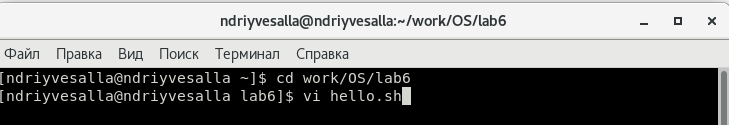 ndriyvesalla@ndriyvesalla:~/work/OS/lab6
Файл Правка Вид Поиск Терминал Справка
[ndriyvesalla@ndriyvesalla ~]$ cd work/OS/lab6
[ndriyvesalla@ndriyvesalla lab6]$ vi hello.sh